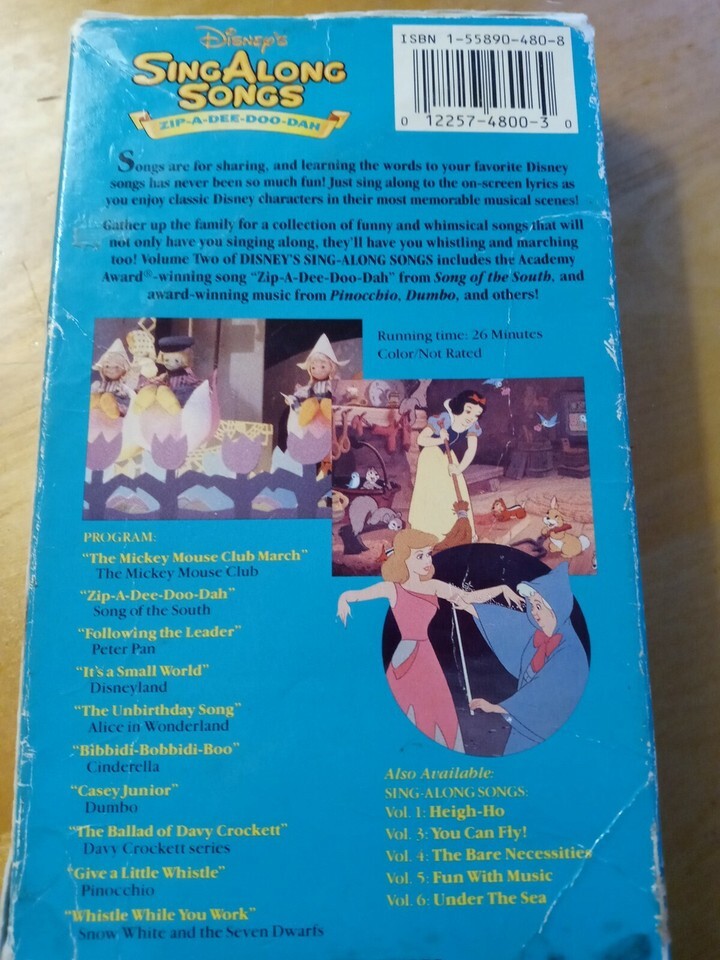 Disney's
SING ALONG
SONGS
ZIP-A-DEE-DOO-DAH
ISBN 1-55890-480-8
0 12257-4800-3 0
Songs are for sharing, and learning the words to your favorite Disney
songs has never been so much fun! Just sing along to the on-screen lyrics as
you enjoy classic Disney characters in their most memorable musical scenes!
Gather up the family for a collection of funny and whimsical songs that will
not only have you singing along, they'll have you whistling and marching
too! Volume Two of DISNEY'S SING-ALONG SONGS includes the Academy
Award®-winning song "Zip-A-Dee-Doo-Dah" from Song of the South, and
award-winning music from Pinocchio, Dumbo, and others!
Running time: 26 Minutes
Color/Not Rated
PROGRAM:
"The Mickey Mouse Club March"
The Mickey Mouse Club
"Zip-A-Dee-Doo-Dah"
Song of the South
"Following the Leader"
Peter Pan
"It's a Small World"
Disneyland
"The Unbirthday Song"
Alice in Wonderland
"Bibbidi-Bobbidi-Boo"
Cinderella
"Casey Junior"
Dumbo
"The Ballad of Davy Crockett"
Davy Crockett series
"Give a Little Whistle"
Pinocchio
"Whistle While You Work"
Snow White and the Seven Dwarfs
Also Available:
SING-ALONG SONGS:
Vol. 1: Heigh-Ho
Vol. 3: You Can Fly!
Vol. 4: The Bare Necessities
Vol. 5: Fun With Music
Vol. 6: Under The Sea